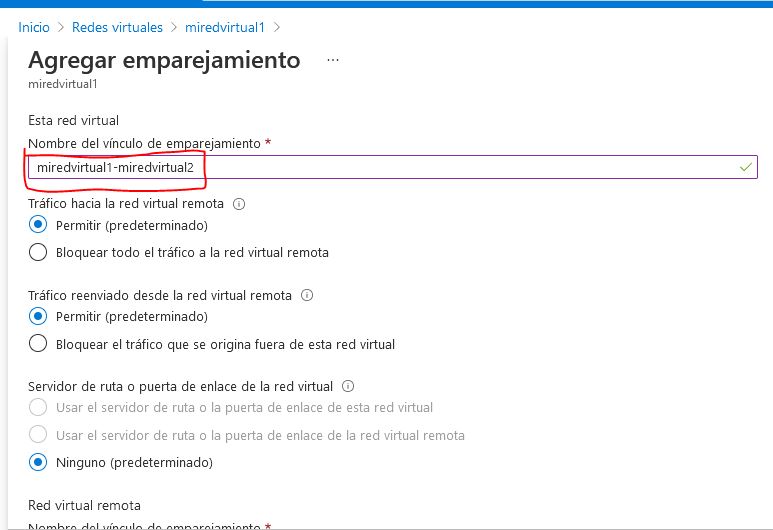 Inicio > Redes virtuales > miredvirtual1 >
Agregar emparejamiento ...
miredvirtual1
Esta red virtual
Nombre del vínculo de emparejamiento *
miredvirtual1-miredvirtual2
Tráfico hacia la red virtual remota
Permitir (predeterminado)
Bloquear todo el tráfico a la red virtual remota
Tráfico reenviado desde la red virtual remota
Permitir (predeterminado)
Bloquear el tráfico que se origina fuera de esta red virtual
Servidor de ruta o puerta de enlace de la red virtual
Usar el servidor de ruta o la puerta de enlace de esta red virtual
Usar el servidor de ruta o la puerta de enlace de la red virtual remota
Ninguno (predeterminado)
Red virtual remota
Nombre del vínculo de emparejamiento *